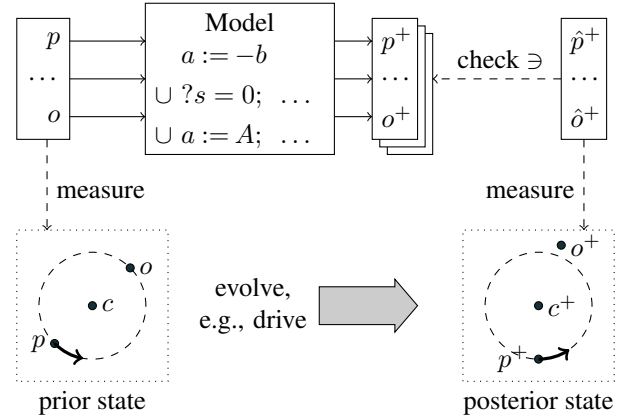 Model
p
a := −b
p⁺
p̂⁺
check ∋
...
∪ ?s = 0; ...
...
...
o
∪ a := A; ...
o⁺
ô⁺
measure
measure
o
o⁺
c
evolve,
e.g., drive
c⁺
p
p⁺
prior state
posterior state